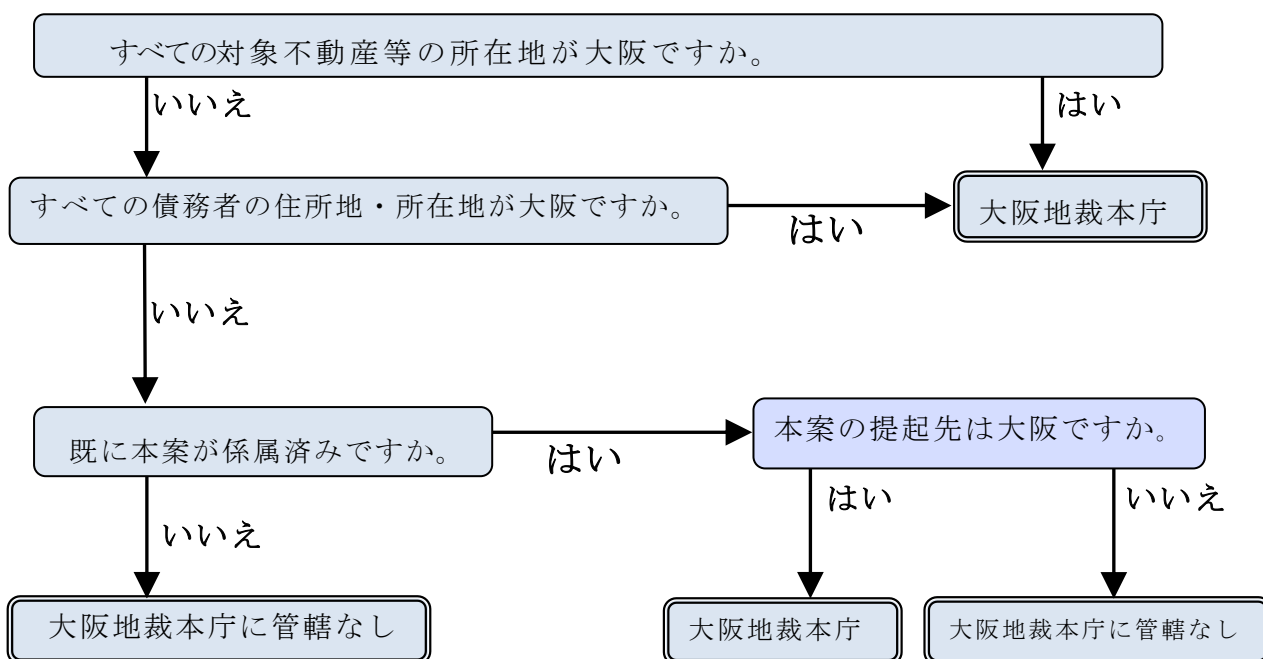 すべての対象不動産等の所在地が大阪ですか。
いいえ
はい
すべての債務者の住所地・所在地が大阪ですか。
はい
大阪地裁本庁
いいえ
既に本案が係属済みですか。
はい
本案の提起先は大阪ですか。
いいえ
はい
いいえ
大阪地裁本庁に管轄なし
大阪地裁本庁
大阪地裁本庁に管轄なし